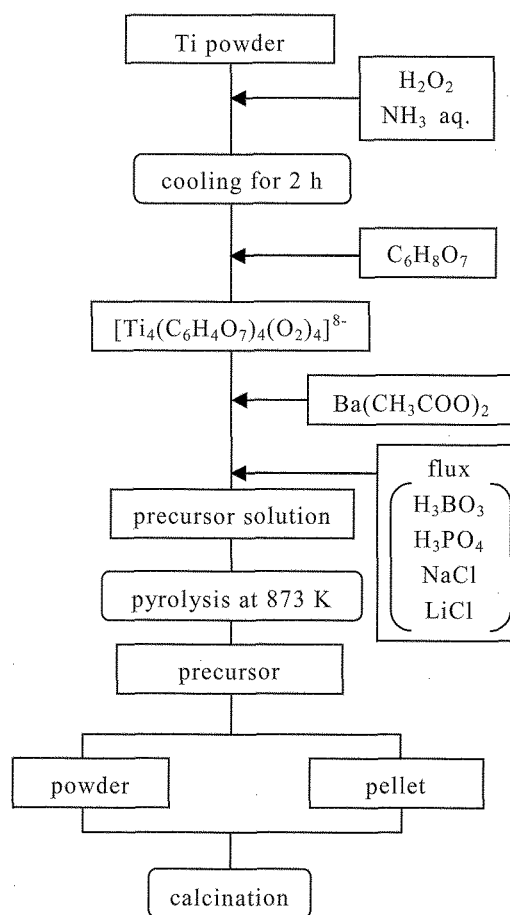 Ti powder
H₂O₂
NH₃ aq.
cooling for 2 h
C₆H₈O₇
[Ti₄(C₆H₄O₇)₄(O₂)₄]⁸⁻
Ba(CH₃COO)₂
flux
H₃BO₃
H₃PO₄
NaCl
LiCl
precursor solution
pyrolysis at 873 K
precursor
powder
pellet
calcination